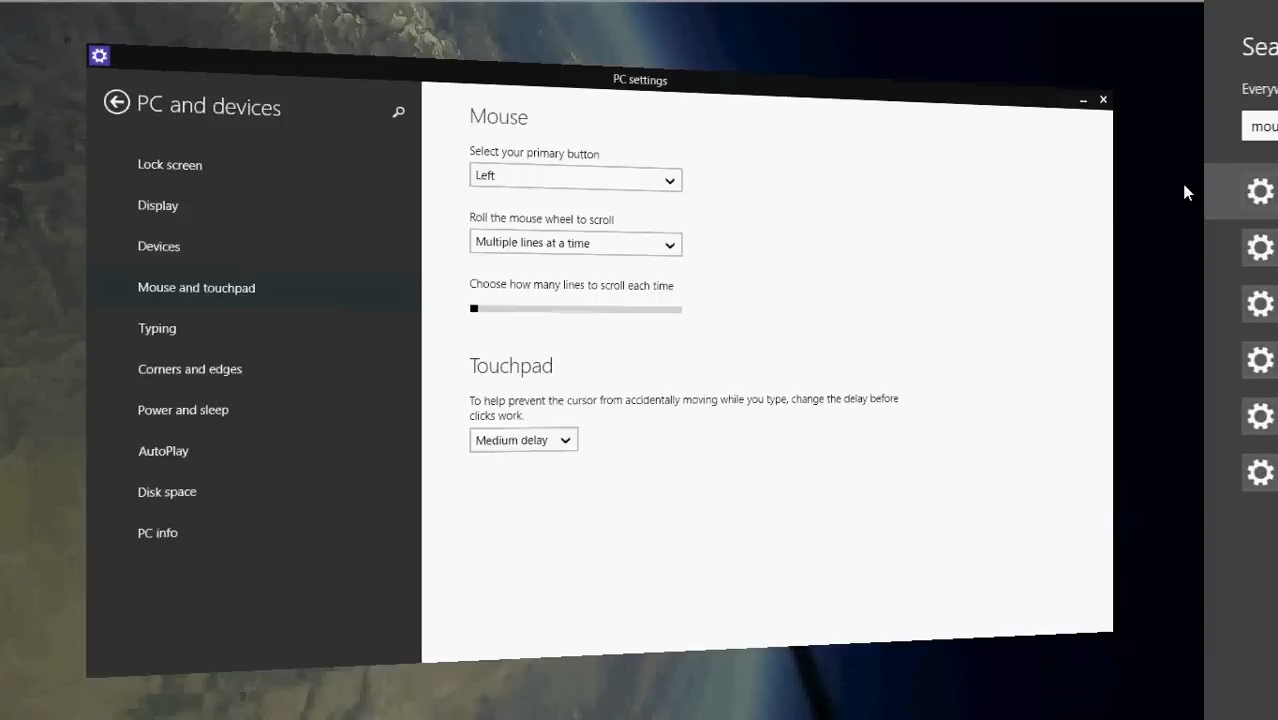 PC settings
PC and devices
Lock screen
Display
Devices
Mouse and touchpad
Typing
Corners and edges
Power and sleep
AutoPlay
Disk space
PC info
Mouse
Select your primary button
Left
Roll the mouse wheel to scroll
Multiple lines at a time
Choose how many lines to scroll each time
Touchpad
To help prevent the cursor from accidentally moving while you type, change the delay before
clicks work.
Medium delay
Sea
Everyw
mou